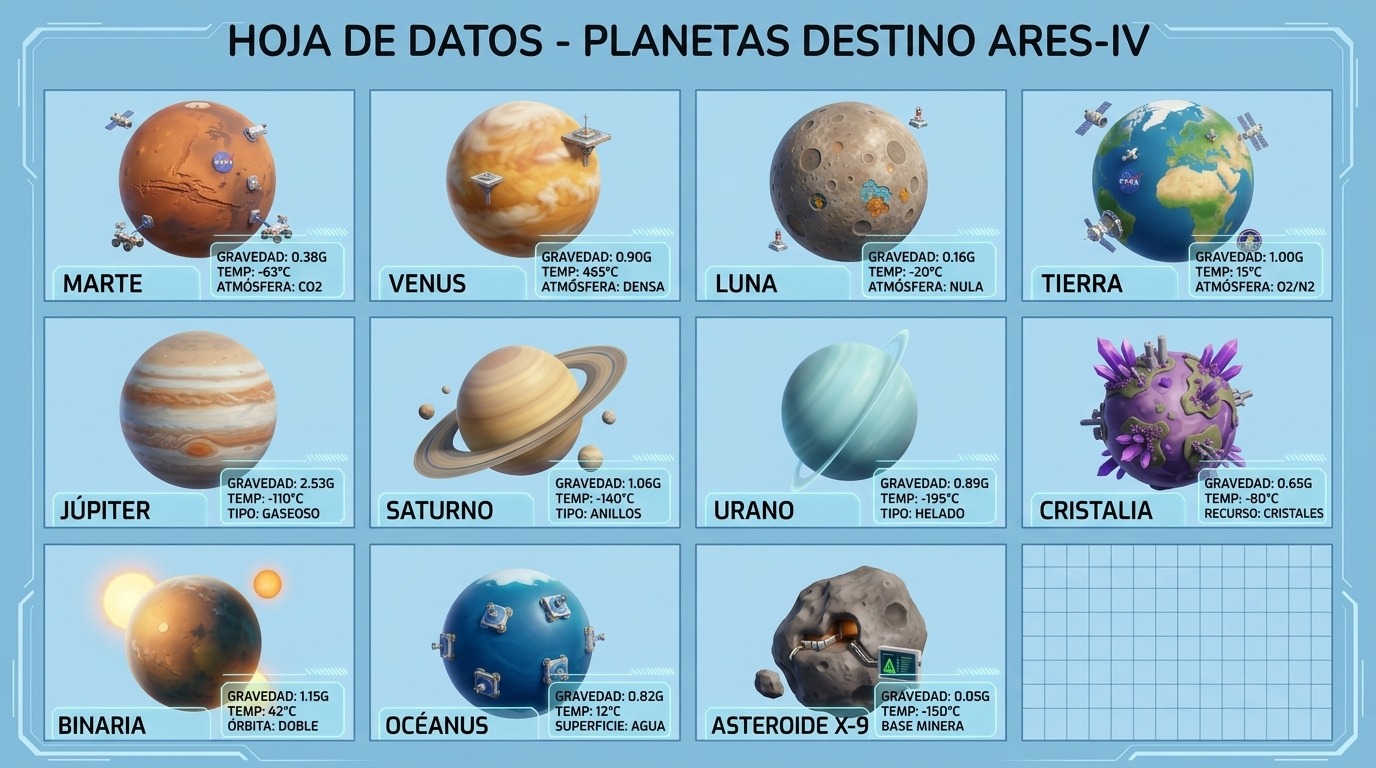 HOJA DE DATOS - PLANETAS DESTINO ARES-IV
MARTE
GRAVEDAD: 0.38G
TEMP: -63°C
ATMÓSFERA: CO2
VENUS
GRAVEDAD: 0.90G
TEMP: 465°C
ATMÓSFERA: DENSA
LUNA
GRAVEDAD: 0.16G
TEMP: -20°C
ATMÓSFERA: NULA
TIERRA
GRAVEDAD: 1.00G
TEMP: 15°C
ATMÓSFERA: O2/N2
JÚPITER
GRAVEDAD: 2.53G
TEMP: -110°C
TIPO: GASEOSO
SATURNO
GRAVEDAD: 1.06G
TEMP: -140°C
TIPO: ANILLOS
URANO
GRAVEDAD: 0.89G
TEMP: -195°C
TIPO: HELADO
CRISTALIA
GRAVEDAD: 0.65G
TEMP: -80°C
RECURSO: CRISTALES
BINARIA
GRAVEDAD: 1.15G
TEMP: 42°C
ÓRBITA: DOBLE
OCÉANUS
GRAVEDAD: 0.82G
TEMP: 12°C
SUPERFICIE: AGUA
ASTEROIDE X-9
GRAVEDAD: 0.05G
TEMP: -150°C
BASE MINERA